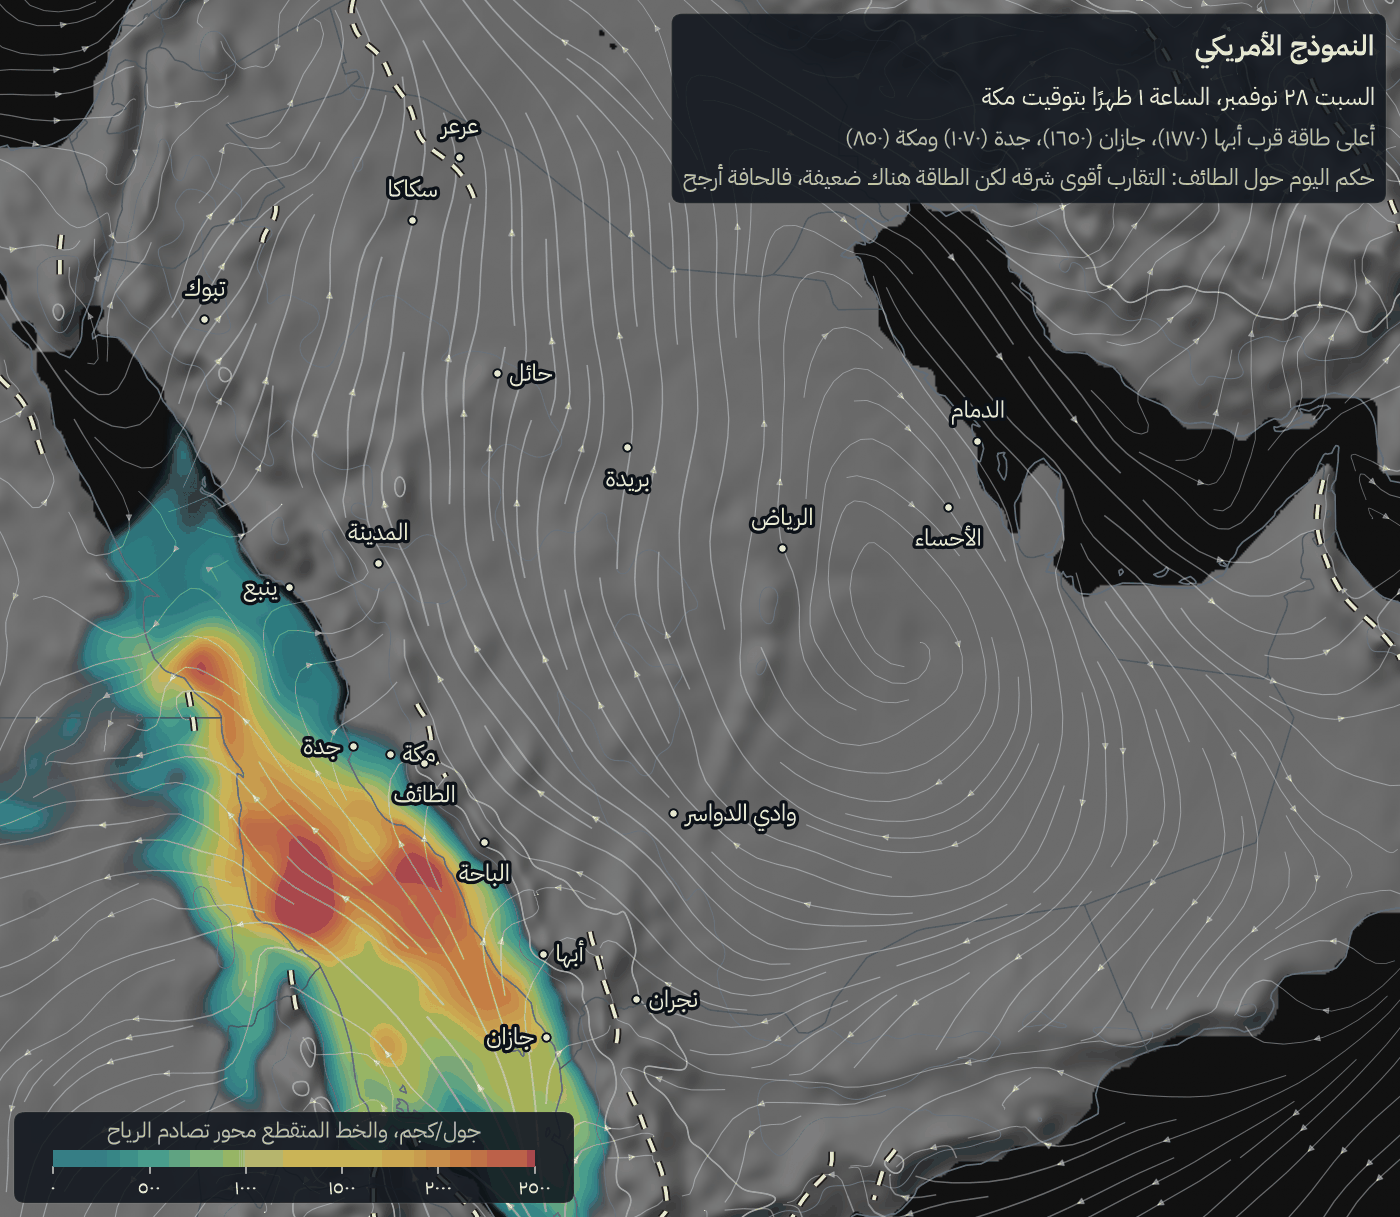 النموذج الأمريكي
السبت ٢٨ نوفمبر، الساعة ١ ظهرًا بتوقيت مكة
أعلى طاقة قرب أبها (١٧٧٠)، جازان (١٦٥٠)، جدة (١٠٧٠) ومكة (٨٥٠)
حكم اليوم حول الطائف: التقارب أقوى شرقه لكن الطاقة هناك ضعيفة، فالحافة أرجح
عرعر
سكاكا
تبوك
حائل
الدمام
بريدة
الرياض
الأحساء
المدينة
ينبع
جدة
مكة
الطائف
وادي الدواسر
الباحة
أبها
نجران
جازان
جول/كجم، والخط المتقطع محور تصادم الرياح
٠ ٥٠٠ ١٠٠٠ ١٥٠٠ ٢٠٠٠ ٢٥٠٠